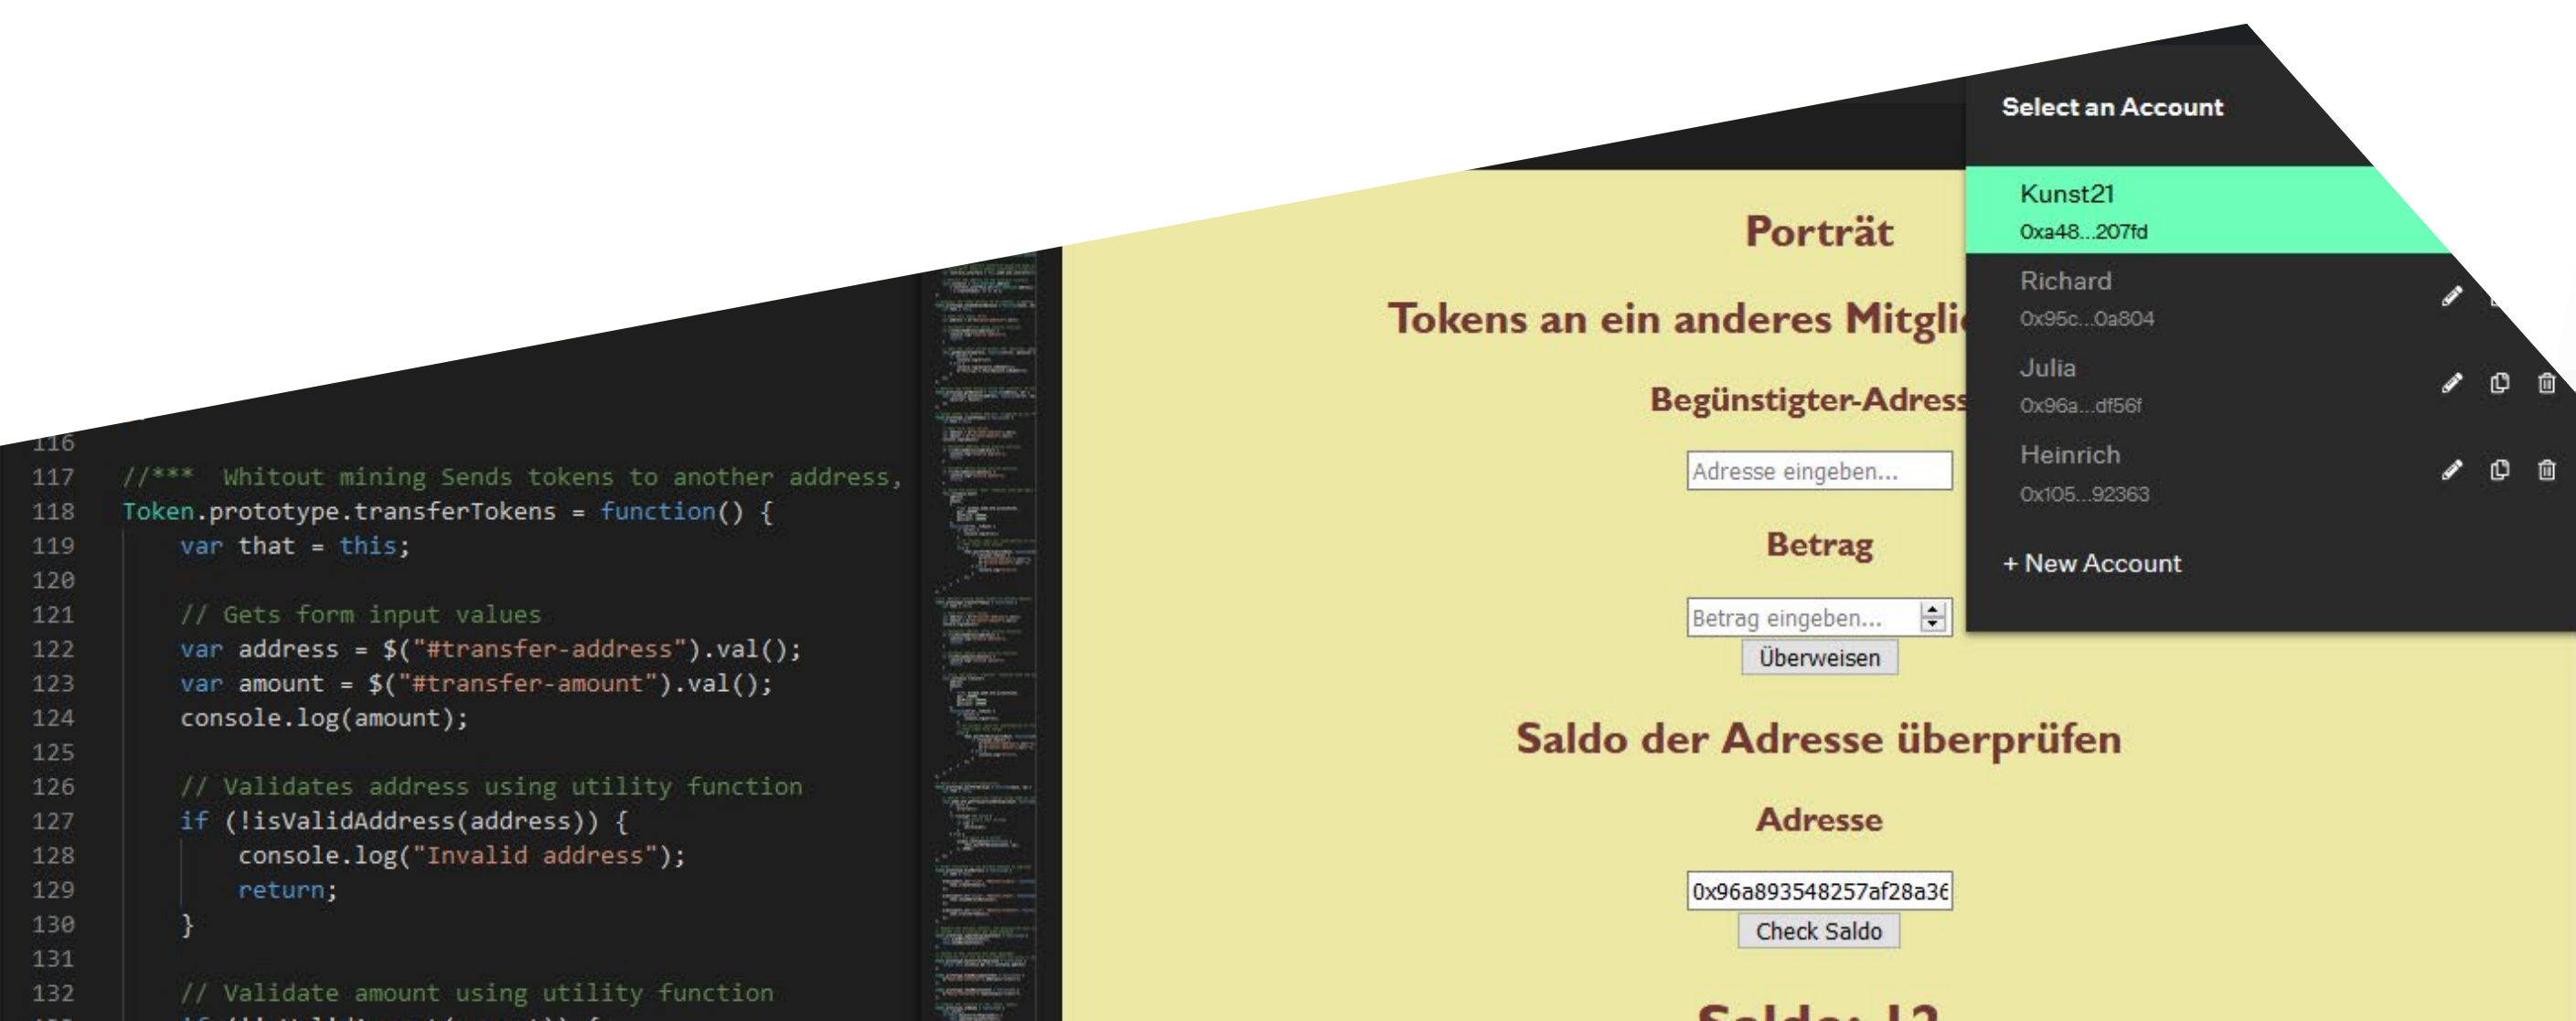 116
117 //*** Whitout mining Sends tokens to another address,
118 Token.prototype.transferTokens = function() {
119 var that = this;
120
121 // Gets form input values
122 var address = $("#transfer-address").val();
123 var amount = $("#transfer-amount").val();
124 console.log(amount);
125
126 // Validates address using utility function
127 if (!isValidAddress(address)) {
128 console.log("Invalid address");
129 return;
130 }
131
132 // Validate amount using utility function
Porträt
Tokens an ein anderes Mitglie
Begünstigter-Adress
Adresse eingeben...
Betrag
Betrag eingeben...
Überweisen
Saldo der Adresse überprüfen
Adresse
0x96a893548257af28a36
Check Saldo
Saldo: 12
Select an Account
Kunst21
0xa48...207fd
Richard
0x95c...0a804
Julia
0x96a...df56f
Heinrich
0x105...92363
+ New Account